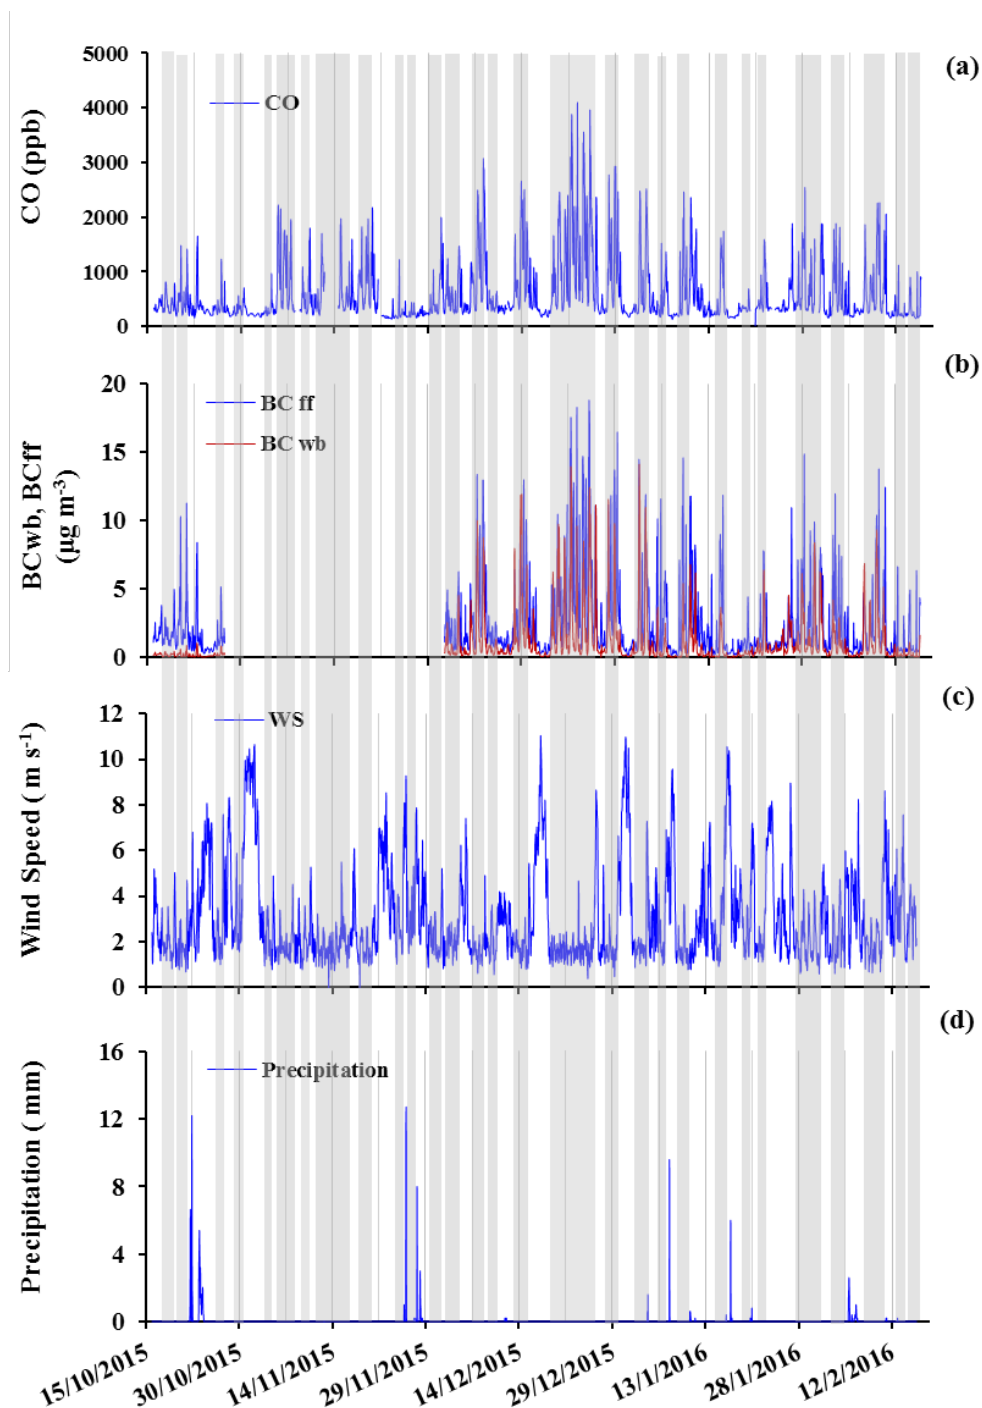 (a)
5000
4000
3000
2000
1000
0
CO (ppb)
CO
(b)
20
15
10
5
0
BCwb, BCff
(µg m-3)
BC ff
BC wb
(c)
12
10
8
6
4
2
0
Wind Speed ( m s-1)
WS
(d)
16
12
8
4
0
Precipitation ( mm)
Precipitation
15/10/2015
30/10/2015
14/11/2015
29/11/2015
14/12/2015
29/12/2015
13/1/2016
28/1/2016
12/2/2016